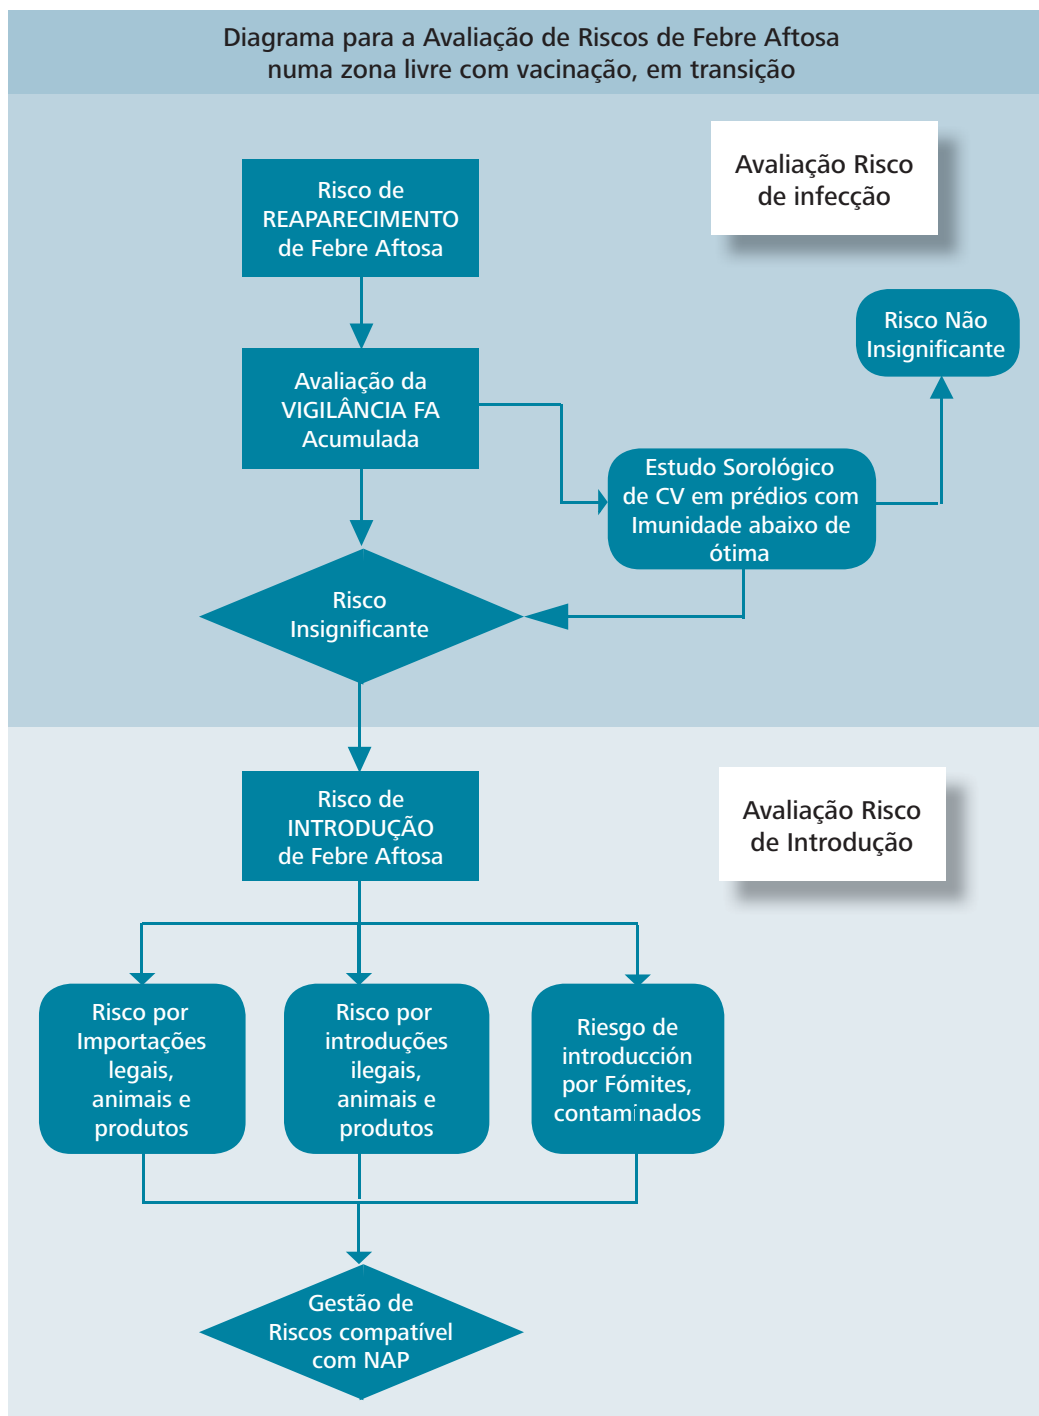 Diagrama para a Avaliação de Riscos de Febre Aftosa
numa zona livre com vacinação, em transição
Avaliação Risco
de infecção
Risco de
REAPARECIMENTO
de Febre Aftosa
Risco Não
Insignificante
Avaliação da
VIGILÂNCIA FA
Acumulada
Estudo Sorológico
de CV em prédios com
Imunidade abaixo de
ótima
Risco
Insignificante
Avaliação Risco
de Introdução
Risco de
INTRODUÇÃO
de Febre Aftosa
Risco por
Importações
legais,
animais e
produtos
Risco por
introduções
ilegais,
animais e
produtos
Riesgo de
introducción
por Fómites,
contaminados
Gestão de
Riscos compatível
com NAP